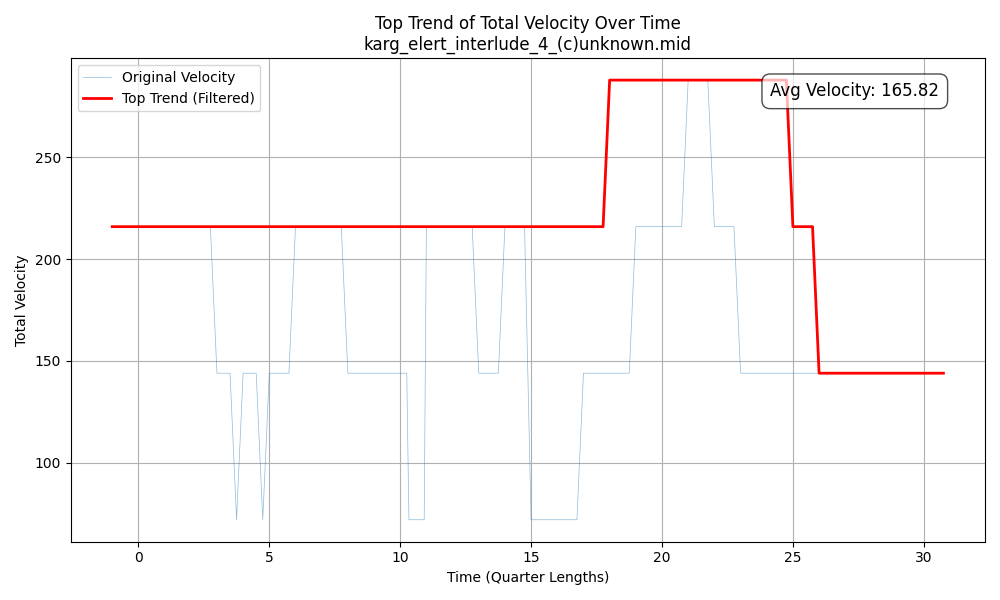 Top Trend of Total Velocity Over Time
karg_elert_interlude_4_(c)unknown.mid
Original Velocity
Top Trend (Filtered)
Avg Velocity: 165.82
Total Velocity
250
200
150
100
0 5 10 15 20 25 30
Time (Quarter Lengths)